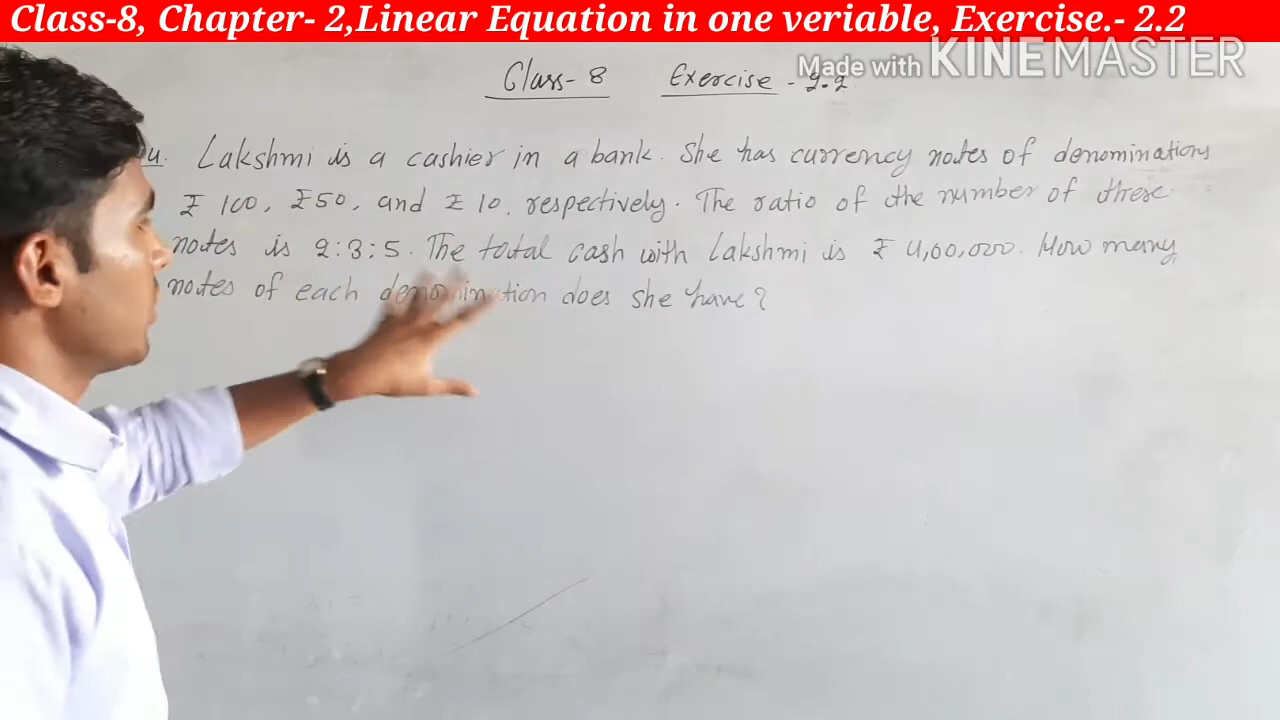 Class-8, Chapter- 2,Linear Equation in one veriable, Exercise.- 2.2
Made with KINEMASTER
Class- 8 Exercise - 2.2
4. Lakshmi is a cashier in a bank. She has currency notes of denominations
₹ 100, ₹50, and ₹ 10, respectively. The ratio of the number of these
notes is 2:3:5. The total cash with Lakshmi is ₹ 4,00,000. How many
notes of each denomination does she have?